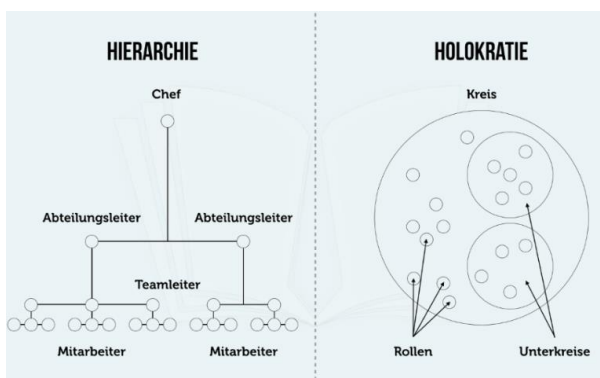 HIERARCHIE
Chef
Abteilungsleiter
Abteilungsleiter
Teamleiter
Mitarbeiter
Mitarbeiter
HOLOKRATIE
Kreis
Rollen
Unterkreise